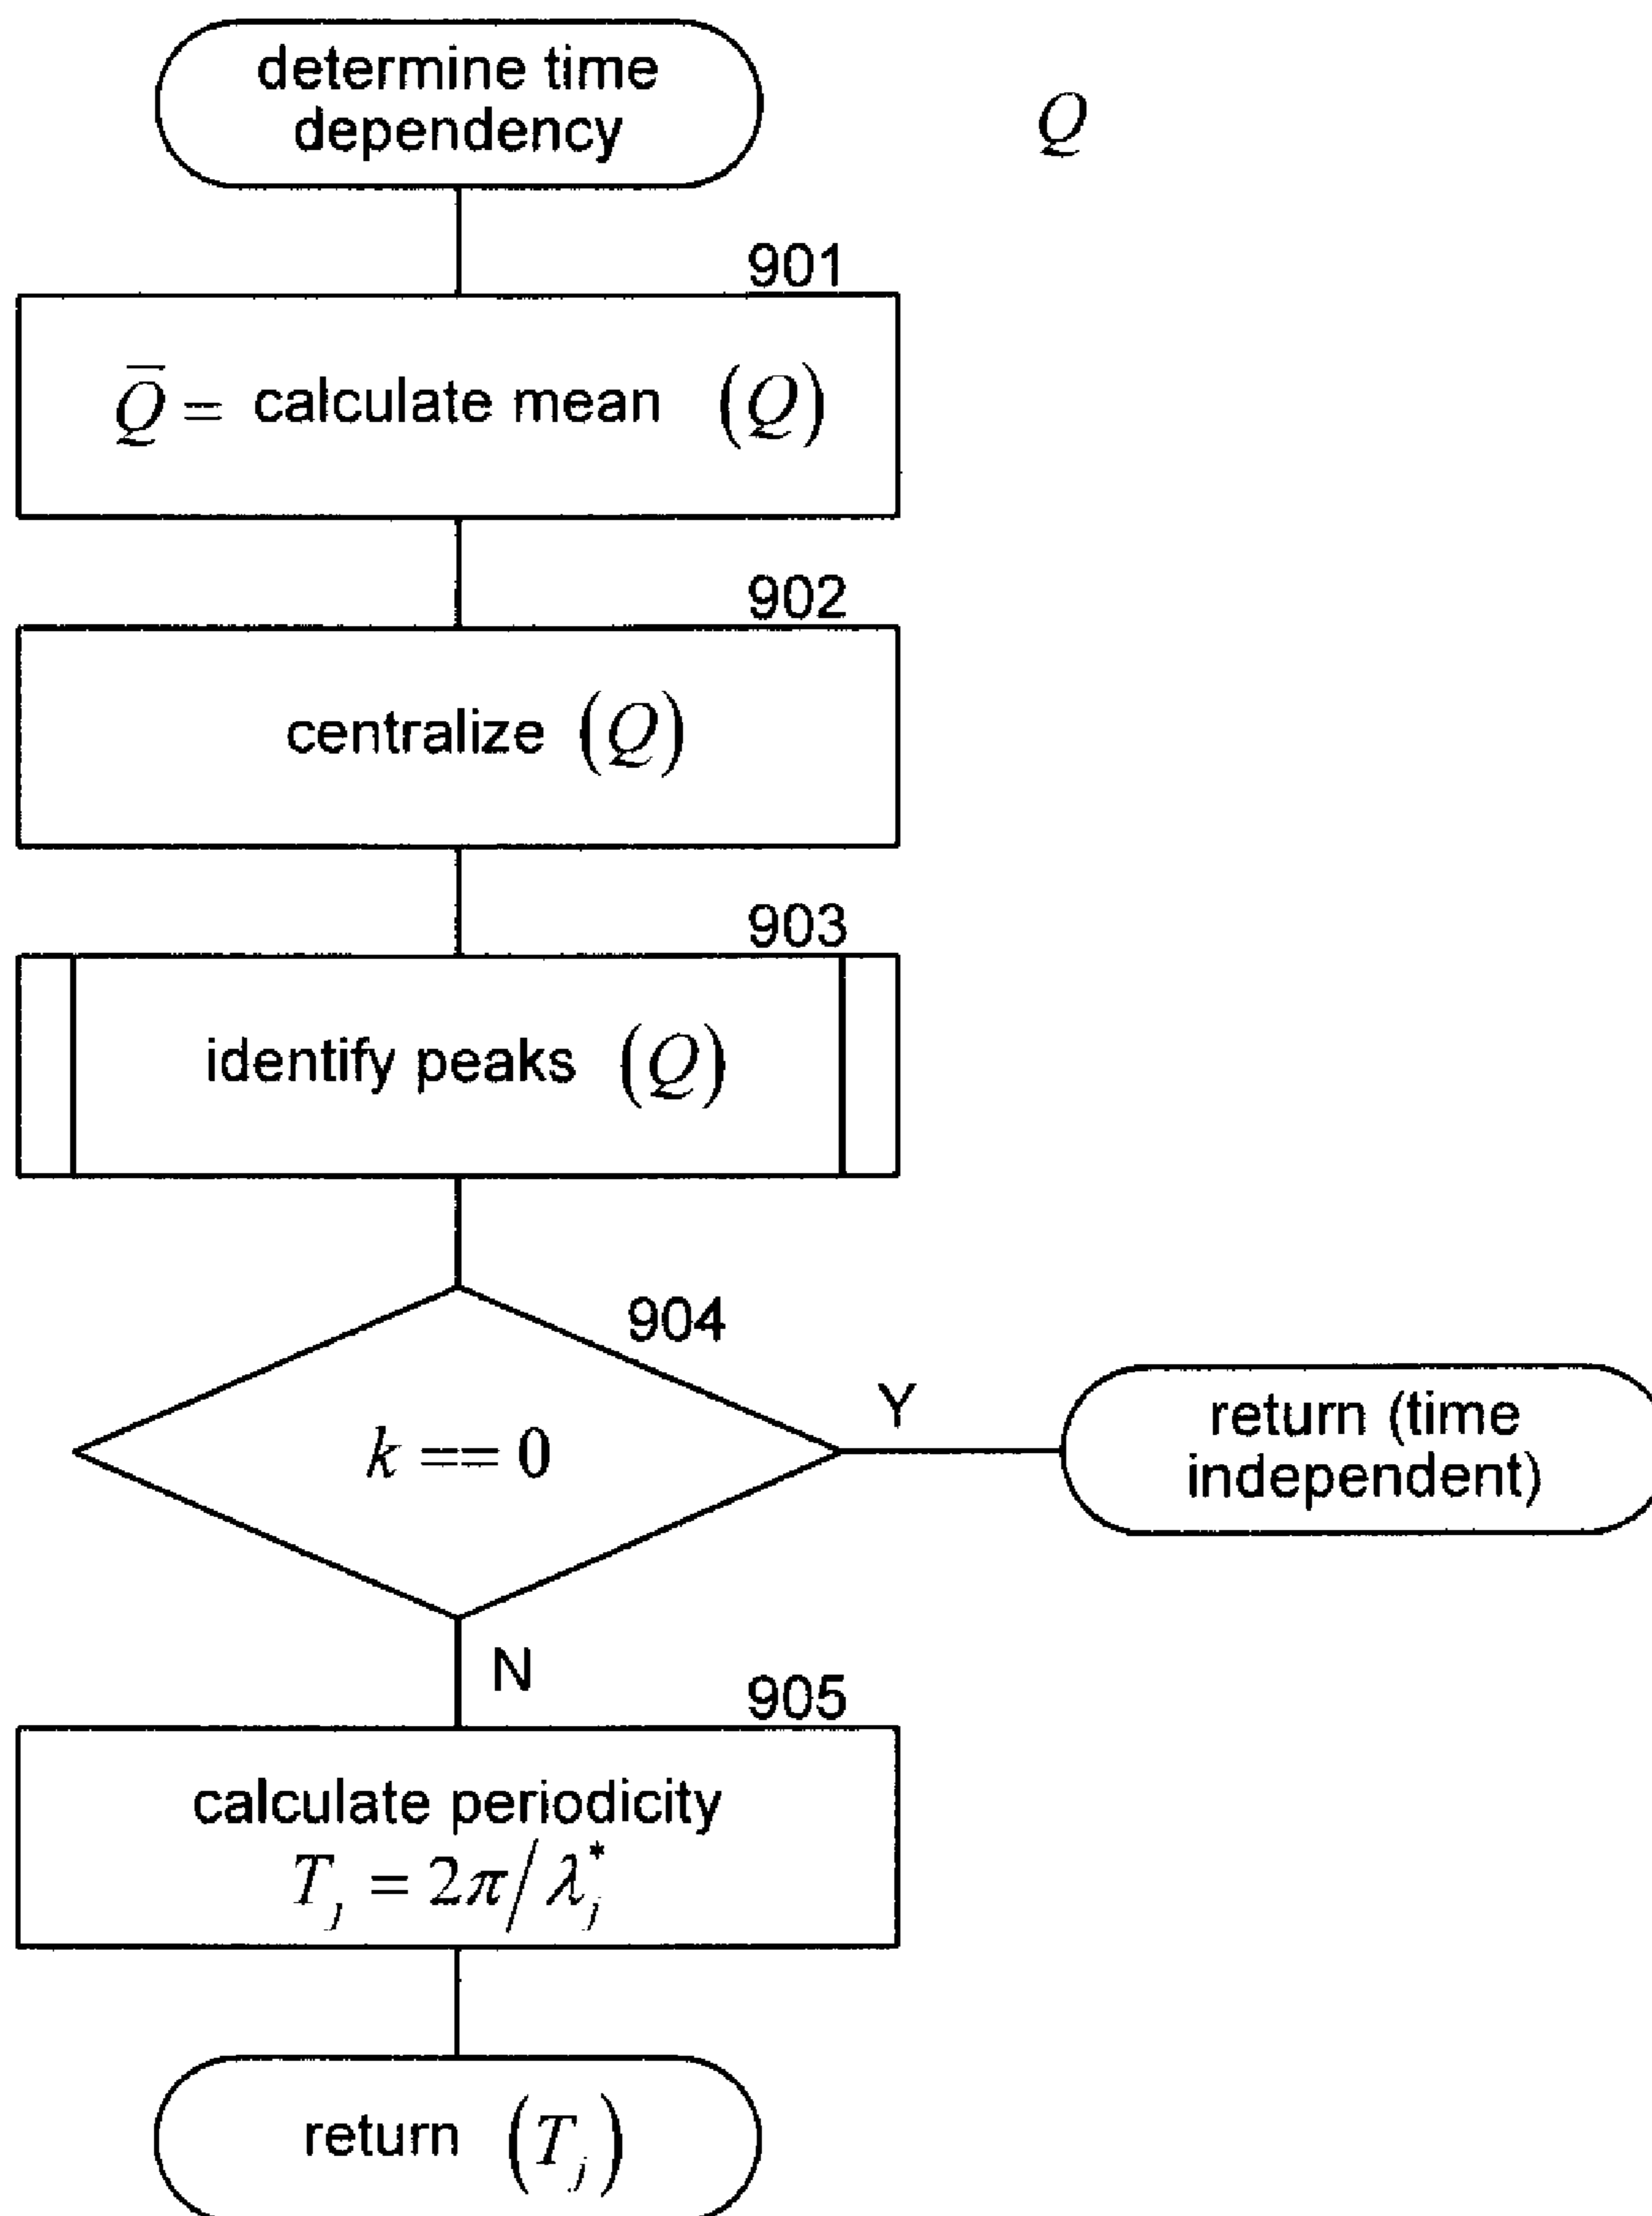 determine time
dependency
Q
901
Q̅ = calculate mean (Q)
902
centralize (Q)
903
identify peaks (Q)
904
k == 0
Y
return (time
independent)
N
905
calculate periodicity
T_j = 2π/λ_j^*
return (T_j)